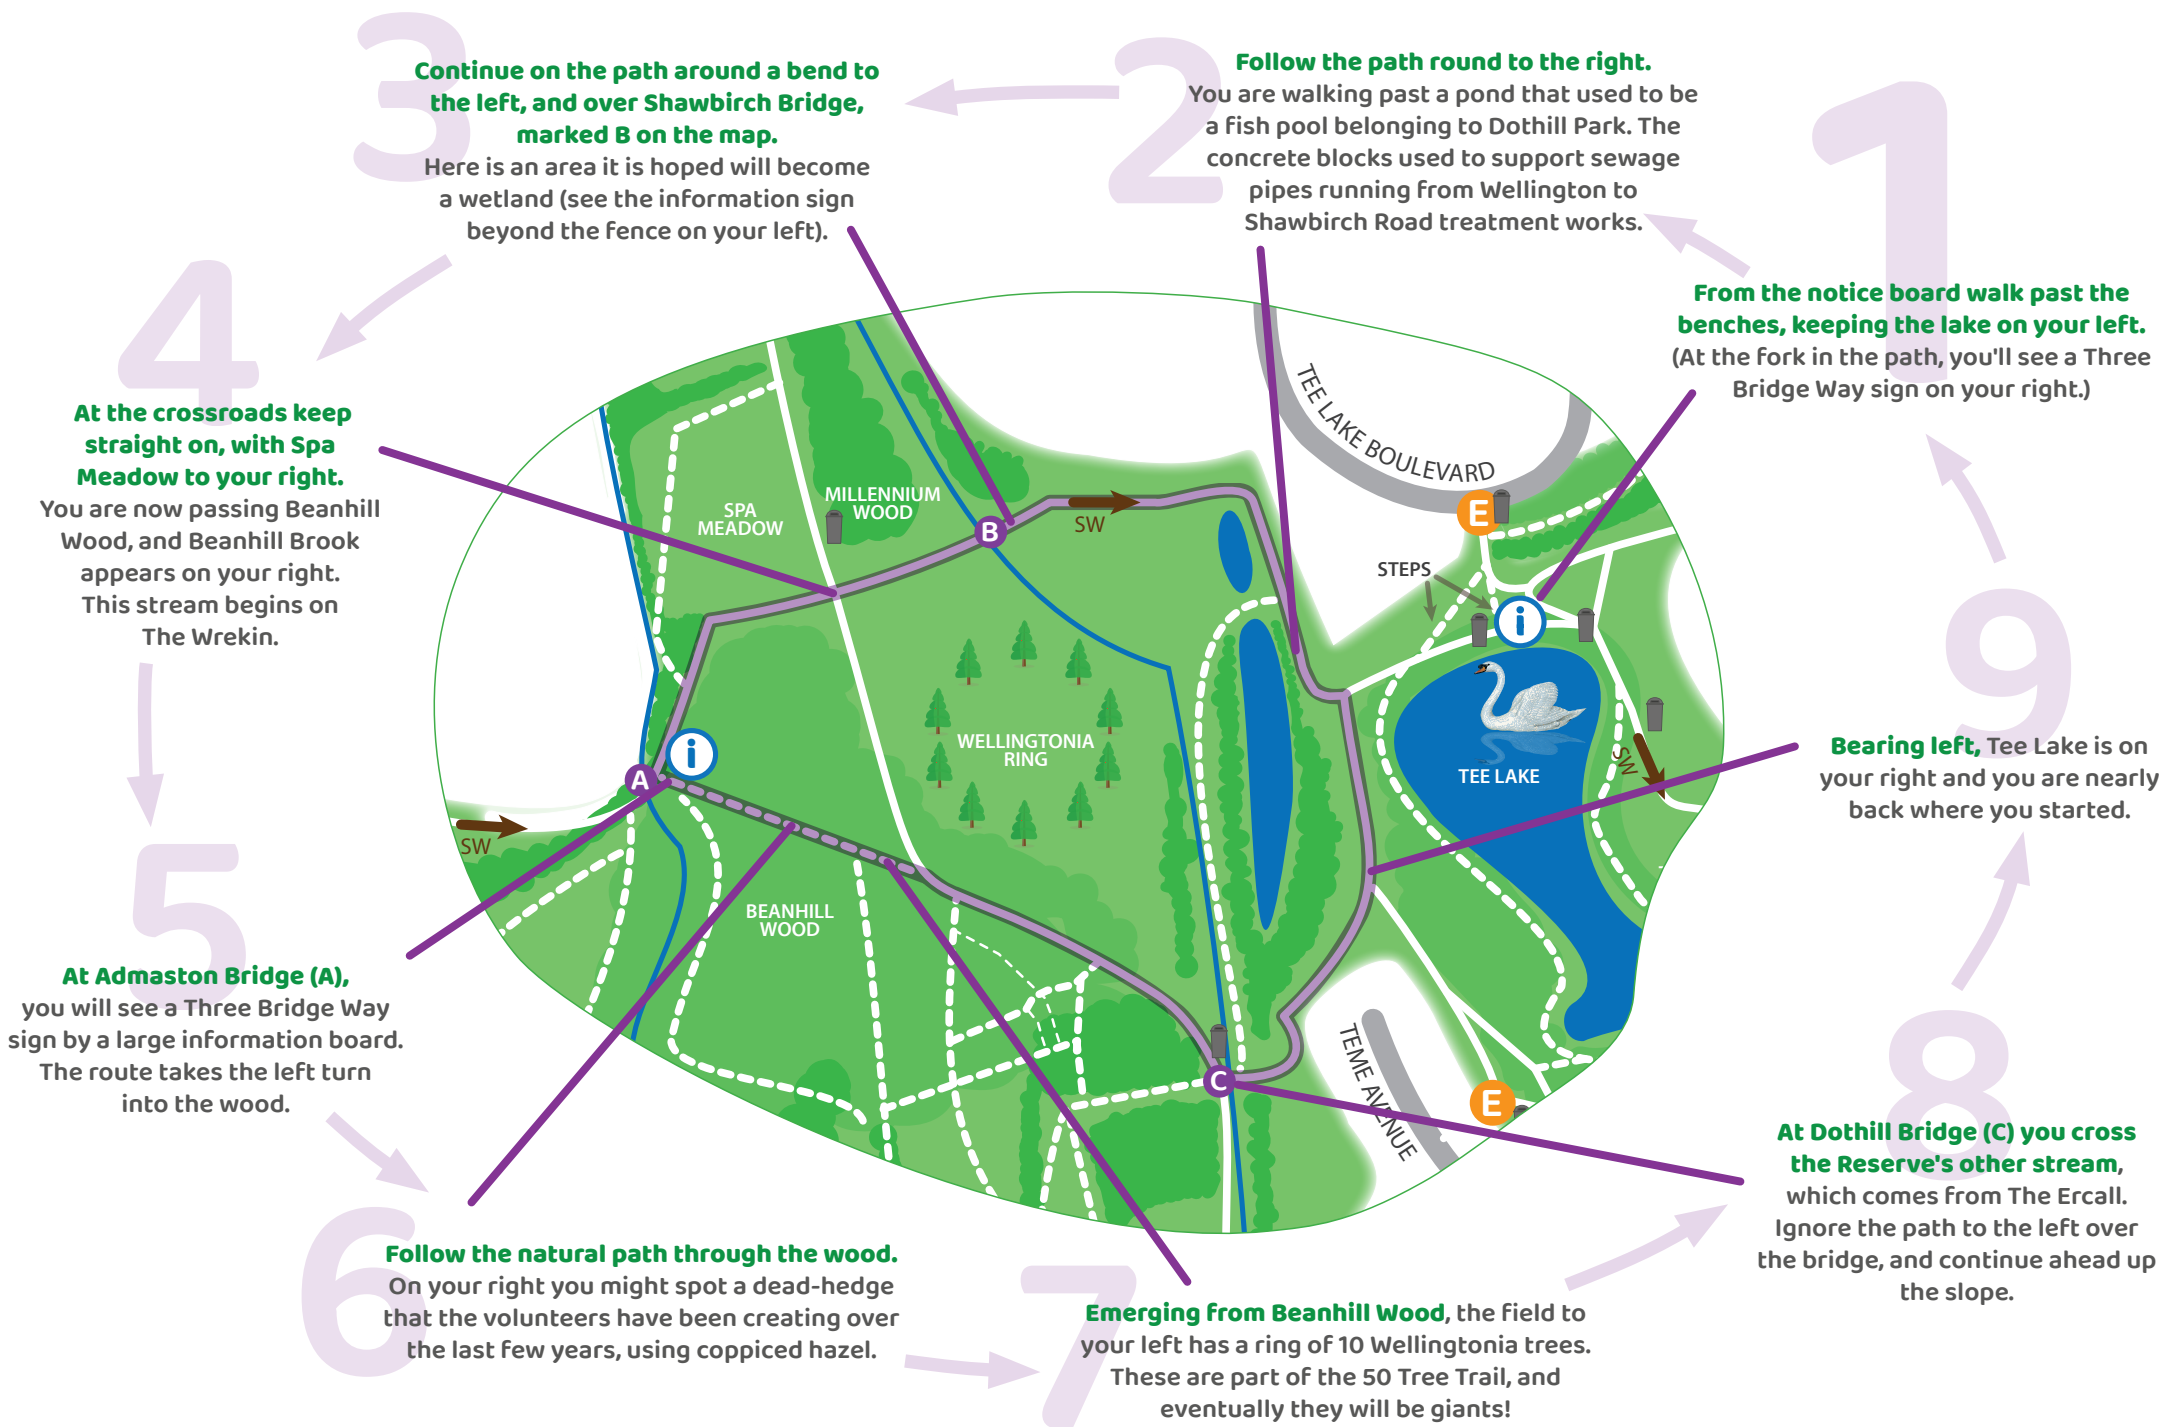 1
From the notice board walk past the
benches, keeping the lake on your left.
(At the fork in the path, you'll see a Three
Bridge Way sign on your right.)
2
Follow the path round to the right.
You are walking past a pond that used to be
a fish pool belonging to Dothill Park. The
concrete blocks used to support sewage
pipes running from Wellington to
Shawbirch Road treatment works.
3
Continue on the path around a bend to
the left, and over Shawbirch Bridge,
marked B on the map.
Here is an area it is hoped will become
a wetland (see the information sign
beyond the fence on your left).
4
At the crossroads keep
straight on, with Spa
Meadow to your right.
You are now passing Beanhill
Wood, and Beanhill Brook
appears on your right.
This stream begins on
The Wrekin.
5
At Admaston Bridge (A),
you will see a Three Bridge Way
sign by a large information board.
The route takes the left turn
into the wood.
6
Follow the natural path through the wood.
On your right you might spot a dead-hedge
that the volunteers have been creating over
the last few years, using coppiced hazel.
7
Emerging from Beanhill Wood, the field to
your left has a ring of 10 Wellingtonia trees.
These are part of the 50 Tree Trail, and
eventually they will be giants!
8
At Dothill Bridge (C) you cross
the Reserve's other stream,
which comes from The Ercall.
Ignore the path to the left over
the bridge, and continue ahead up
the slope.
9
Bearing left, Tee Lake is on
your right and you are nearly
back where you started.
TEE LAKE BOULEVARD
E
SPA
MEADOW
MILLENNIUM
WOOD
B
SW
STEPS
i
WELLINGTONIA
RING
TEE LAKE
SW
i
A
SW
BEANHILL
WOOD
C
TEME AVENUE
E